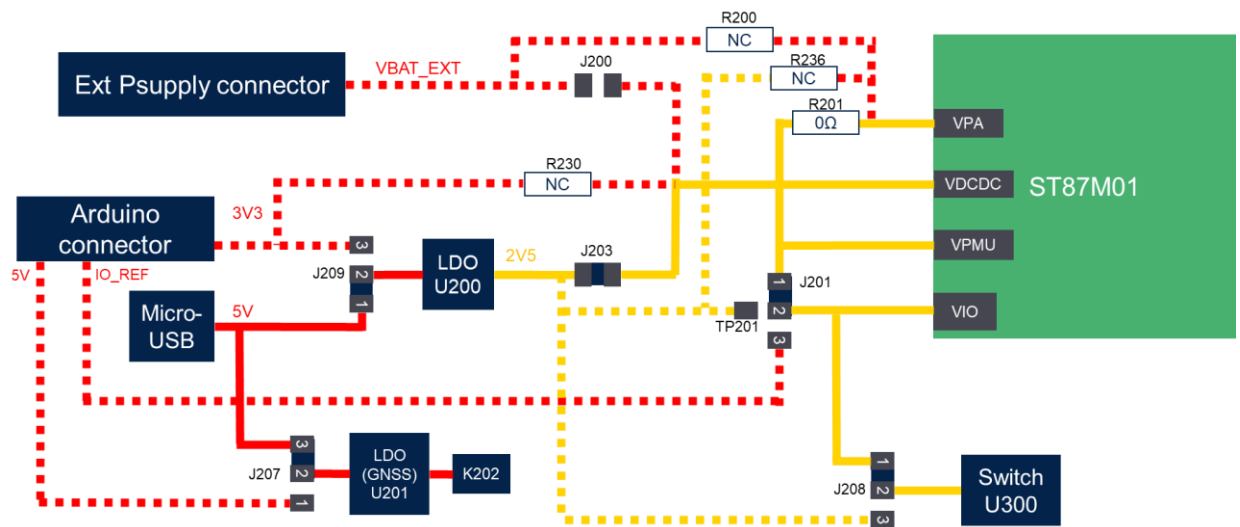 R200
NC
VBAT_EXT
J200
R236
NC
Ext Psupply connector
R201
0Ω
VPA
R230
NC
VDCDC
ST87M01
Arduino
connector
3V3
3
2
1
J209
LDO
U200
2V5
J203
VPMU
5V
IO_REF
1
2
3
J201
TP201
VIO
Micro-
USB
5V
3
2
1
J207
LDO
(GNSS)
U201
K202
1
2
3
J208
Switch
U300